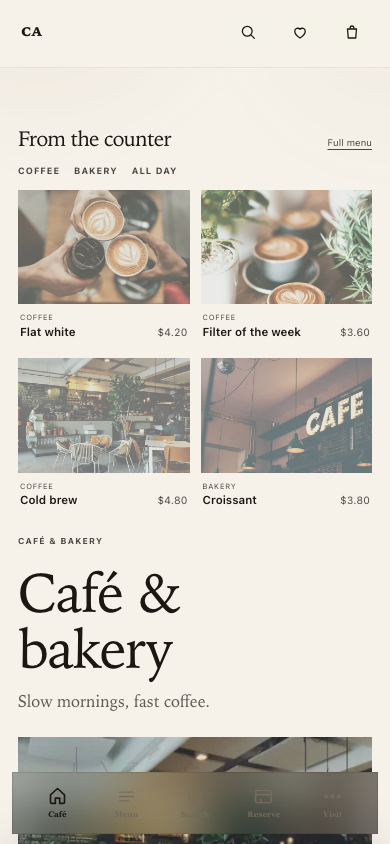 CA
From the counter
Full menu
COFFEE BAKERY ALL DAY
COFFEE
Flat white $4.20
COFFEE
Filter of the week $3.60
CAFE
COFFEE
Cold brew $4.80
BAKERY
Croissant $3.80
CAFÉ & BAKERY
Café &
bakery
Slow mornings, fast coffee.
Café Menu Reserve Visit